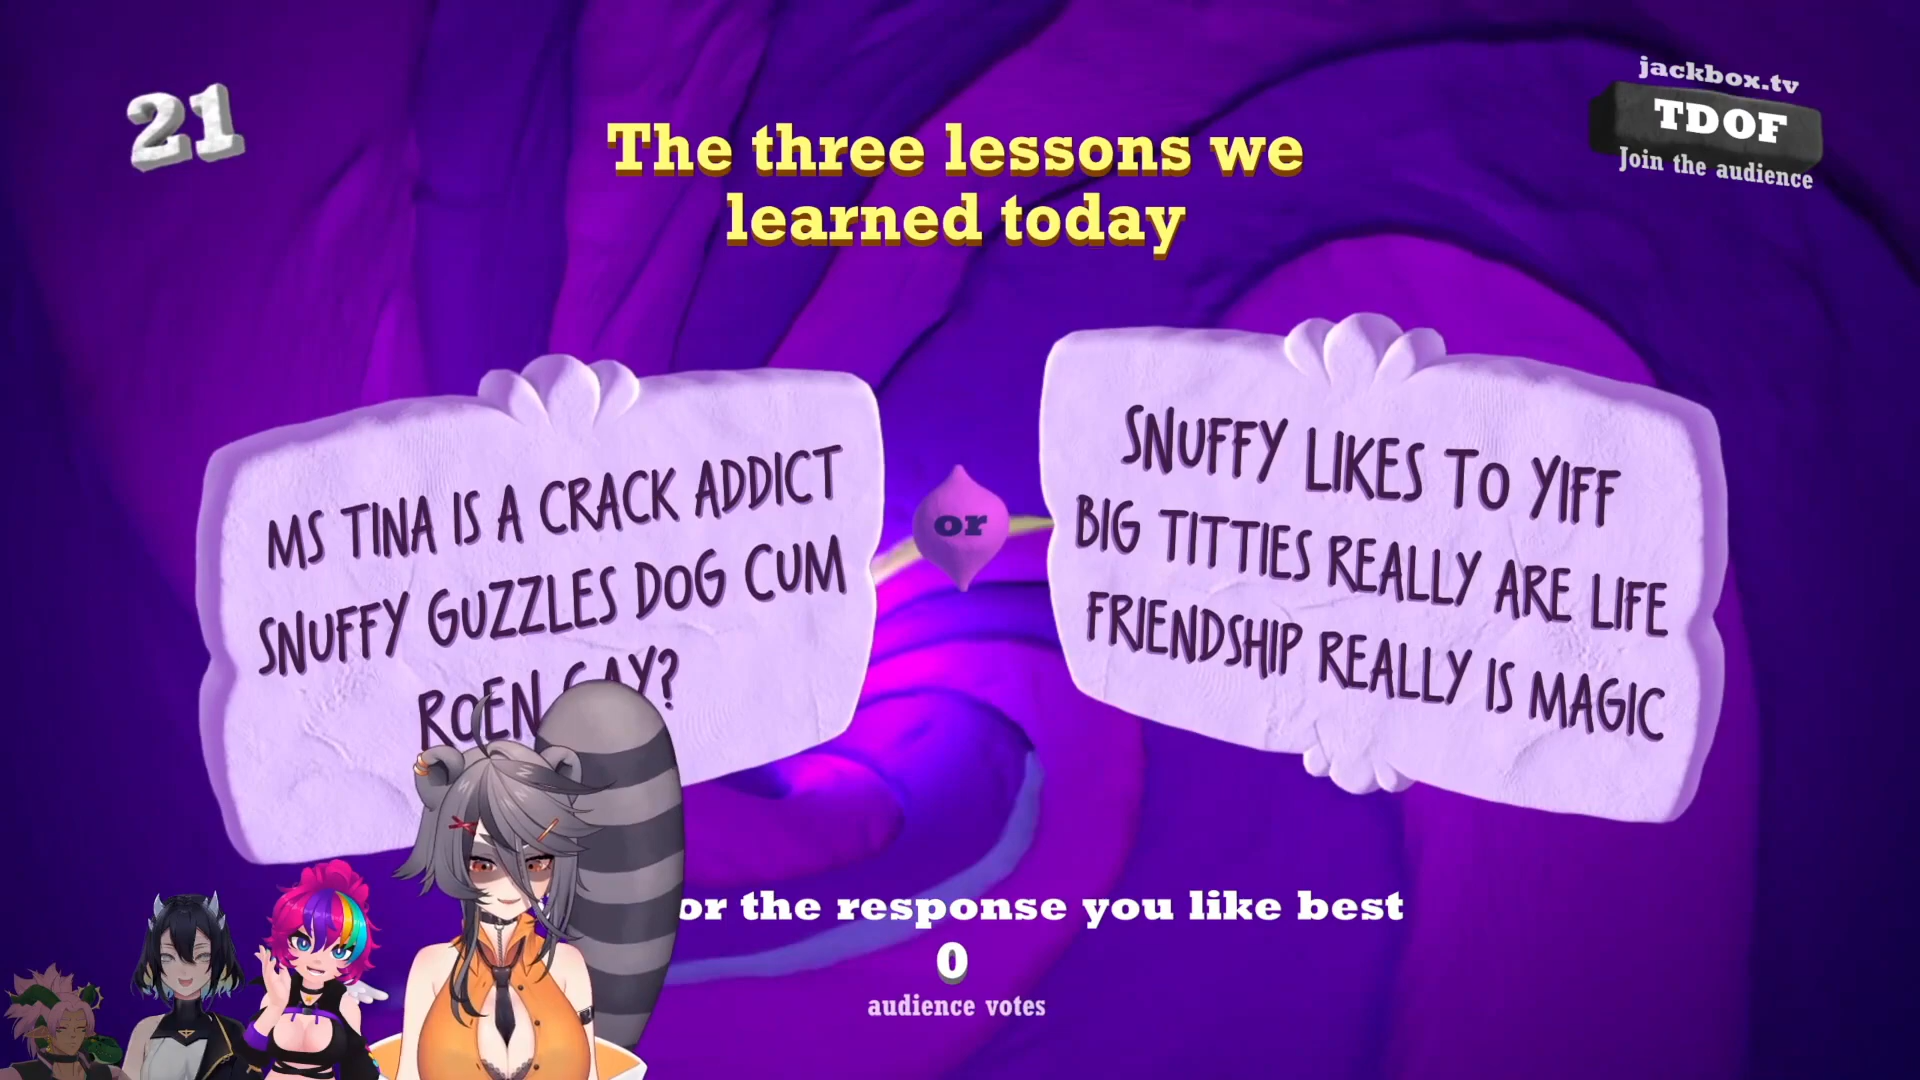 21
The three lessons we
learned today
jackbox.tv
TDOF
Join the audience
MS TINA IS A CRACK ADDICT
SNUFFY GUZZLES DOG CUM
ROEN GAY?
or
SNUFFY LIKES TO YIFF
BIG TITTIES REALLY ARE LIFE
FRIENDSHIP REALLY IS MAGIC
or the response you like best
0
audience votes